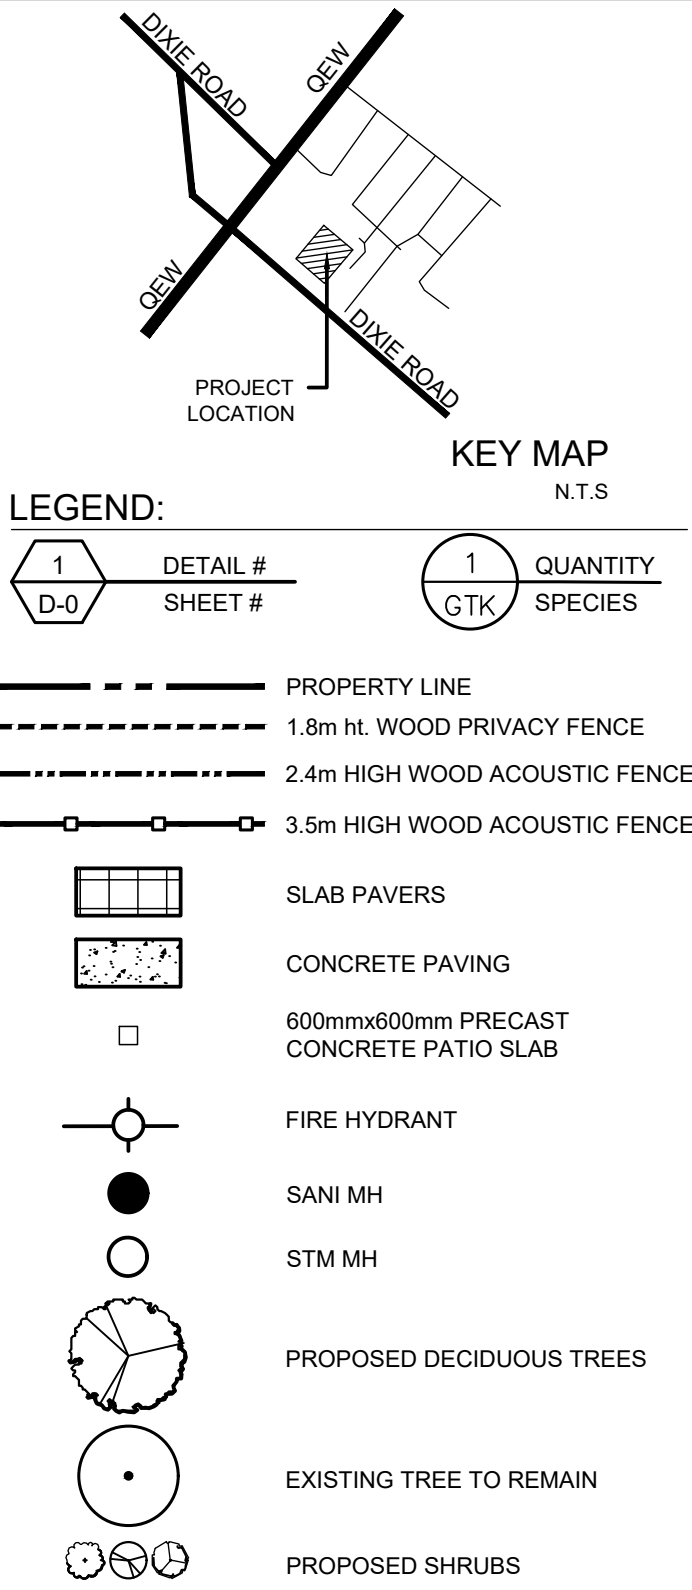 DIXIE ROAD
QEW
QEW
DIXIE ROAD
PROJECT
LOCATION
KEY MAP
N.T.S
LEGEND:
1
DETAIL #
D-0
SHEET #
1
QUANTITY
GTK
SPECIES
PROPERTY LINE
1.8m ht. WOOD PRIVACY FENCE
2.4m HIGH WOOD ACOUSTIC FENCE
3.5m HIGH WOOD ACOUSTIC FENCE
SLAB PAVERS
CONCRETE PAVING
600mmx600mm PRECAST
CONCRETE PATIO SLAB
FIRE HYDRANT
SANI MH
STM MH
PROPOSED DECIDUOUS TREES
EXISTING TREE TO REMAIN
PROPOSED SHRUBS